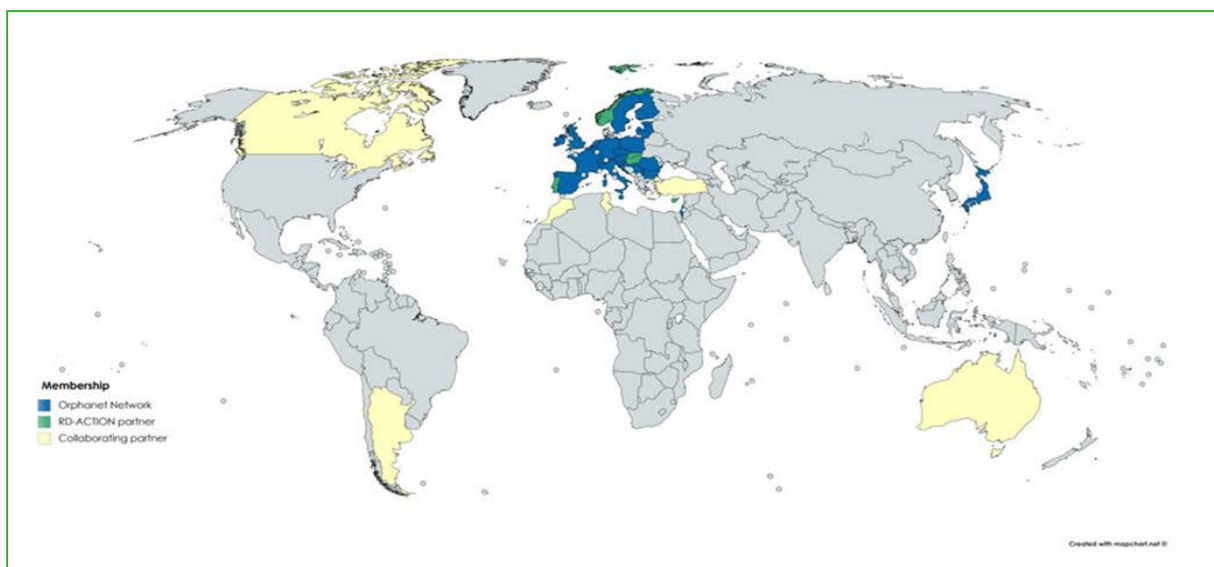 Membership
Orphanet Network
RD-ACTION partner
Collaborating partner
Created with mapchart.net ©